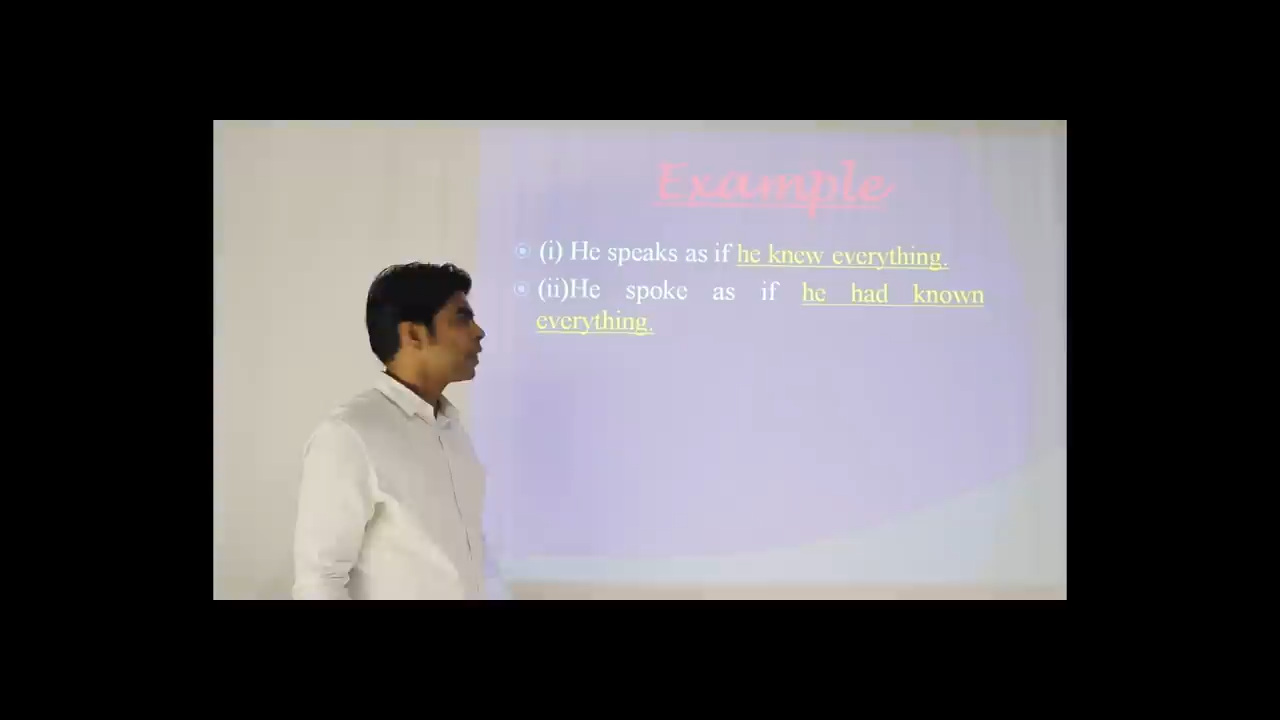 Example
(i) He speaks as if he knew everything.
(ii)He spoke as if he had known
everything.